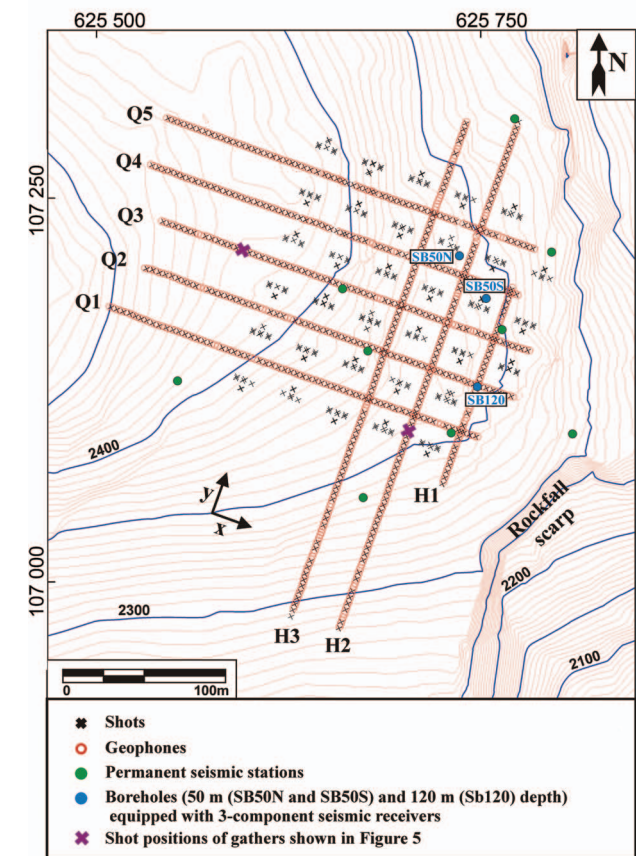 625 500
625 750
N
Q5
Q4
107 250
Q3
SB50N
Q2
SB50S
Q1
SB120
2400
y
x
H1
Rockfall
scarp
107 000
2300
2200
H3
H2
2100
0
100m
Shots
Geophones
Permanent seismic stations
Boreholes (50 m (SB50N and SB50S) and 120 m (Sb120) depth)
equipped with 3-component seismic receivers
Shot positions of gathers shown in Figure 5